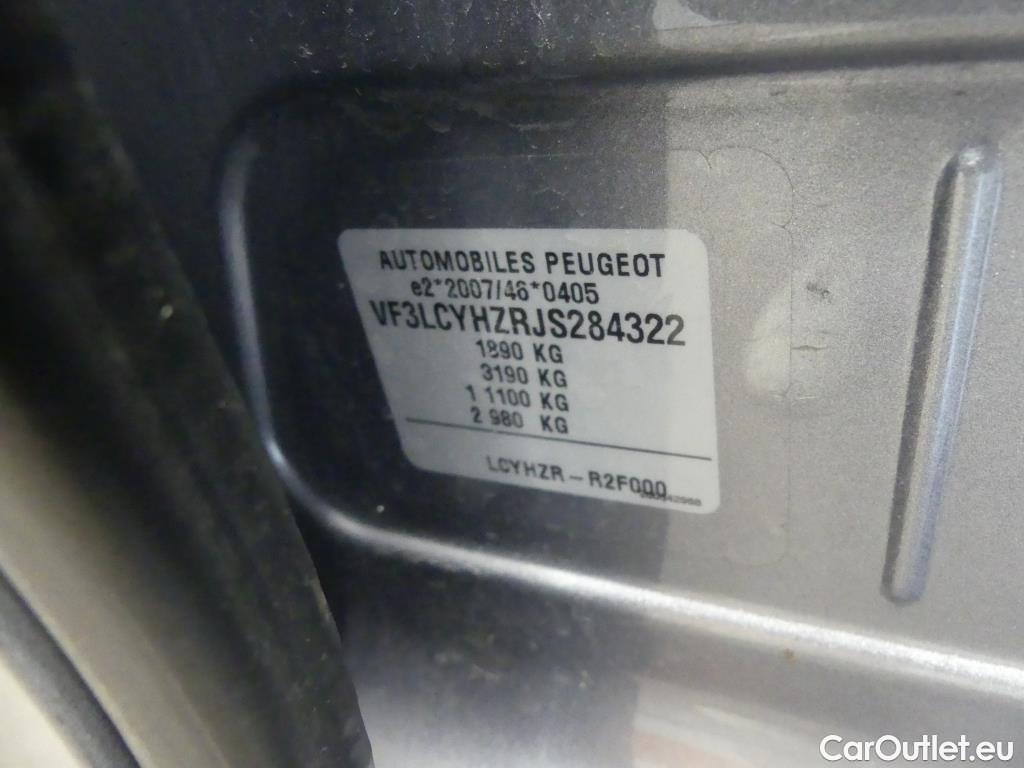 AUTOMOBILES PEUGEOT
e2*2007/46*0405
VF3LCYHZRJS284322
1890 KG
3190 KG
1 1100 KG
2 980 KG
LCYHZR - R2F000
CarOutlet.eu